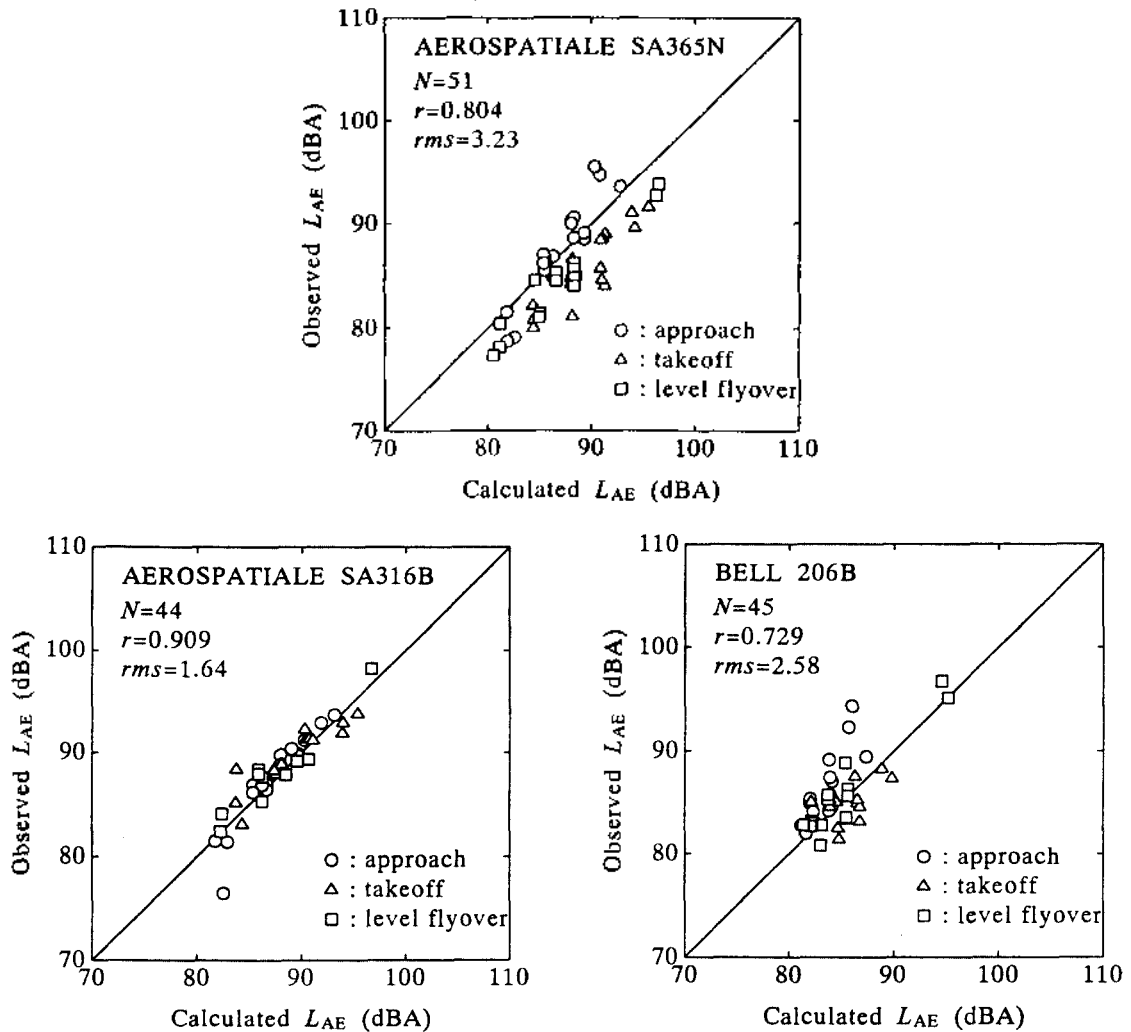 110
AEROSPATIALE SA365N
N=51
r=0.804
rms=3.23
100
90
80
70
Observed LAE (dBA)
○ : approach
△ : takeoff
□ : level flyover
70 80 90 100 110
Calculated LAE (dBA)
110
AEROSPATIALE SA316B
N=44
r=0.909
rms=1.64
100
90
80
70
Observed LAE (dBA)
○ : approach
△ : takeoff
□ : level flyover
70 80 90 100 110
Calculated LAE (dBA)
110
BELL 206B
N=45
r=0.729
rms=2.58
100
90
80
70
Observed LAE (dBA)
○ : approach
△ : takeoff
□ : level flyover
70 80 90 100 110
Calculated LAE (dBA)